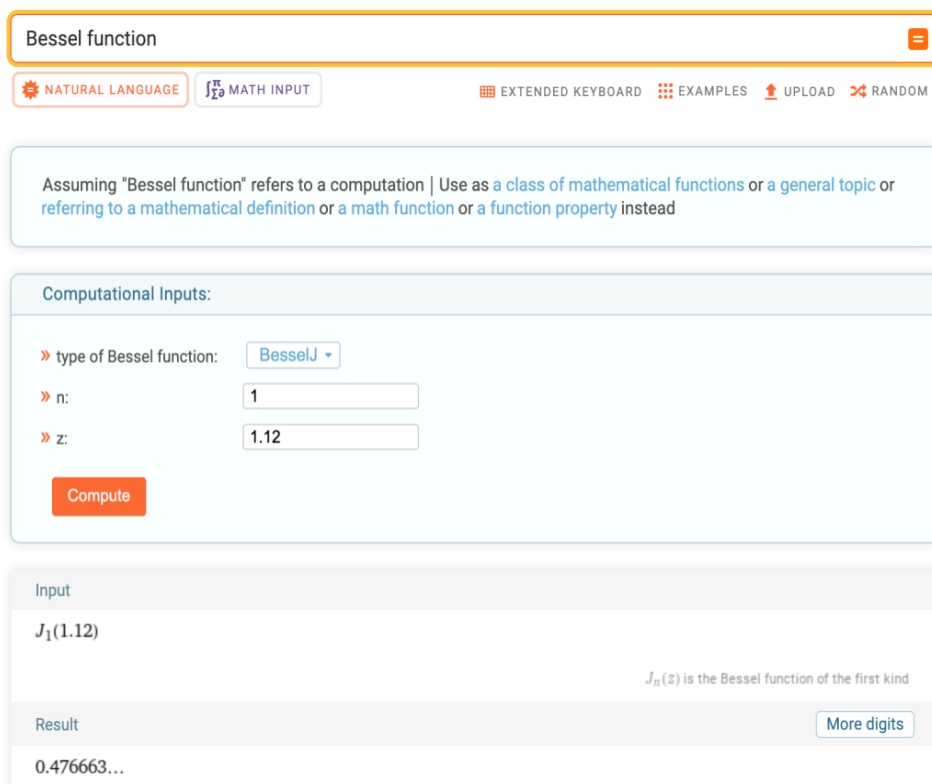 Bessel function
NATURAL LANGUAGE
MATH INPUT
EXTENDED KEYBOARD
EXAMPLES
UPLOAD
RANDOM
Assuming "Bessel function" refers to a computation | Use as a class of mathematical functions or a general topic or
referring to a mathematical definition or a math function or a function property instead
Computational Inputs:
» type of Bessel function: BesselJ
» n: 1
» z: 1.12
Compute
Input
J₁(1.12)
Jₙ(z) is the Bessel function of the first kind
Result
More digits
0.476663…